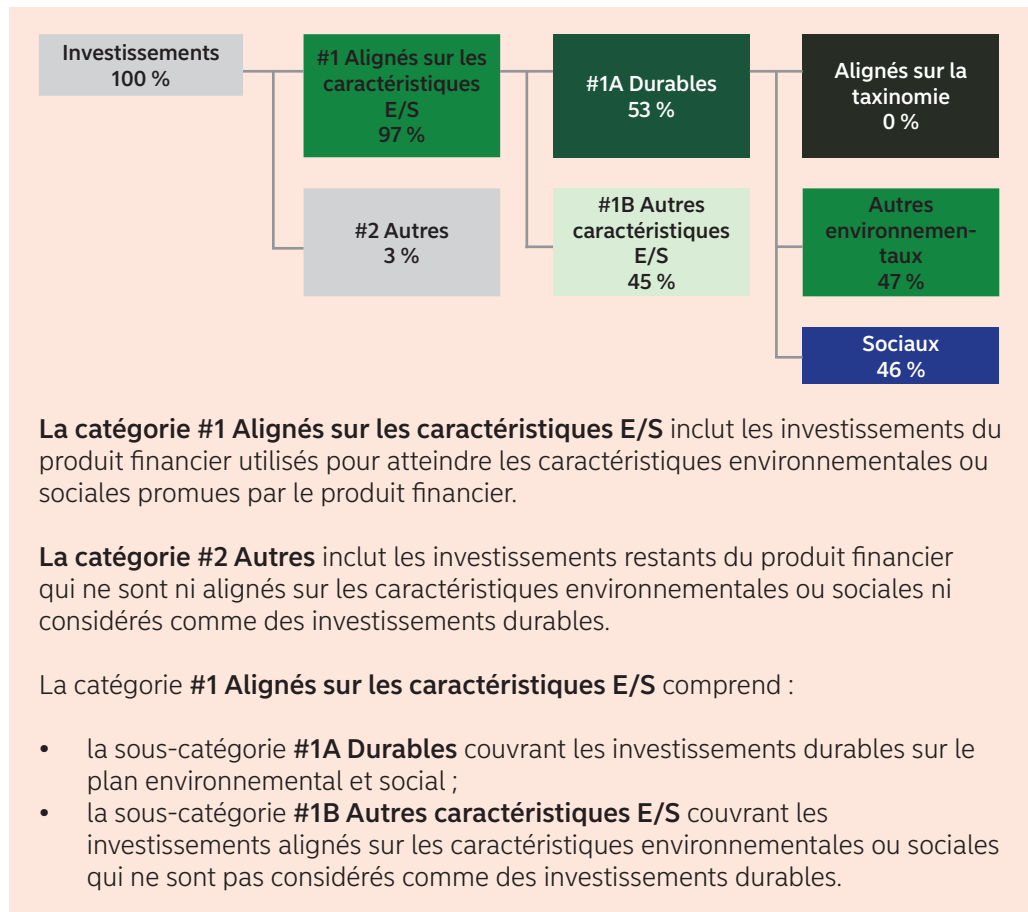 Investissements
100 %
#1 Alignés sur les
caractéristiques
E/S
97 %
#1A Durables
53 %
Alignés sur la
taxinomie
0 %
#2 Autres
3 %
#1B Autres
caractéristiques
E/S
45 %
Autres
environnemen-
taux
47 %
Sociaux
46 %
La catégorie #1 Alignés sur les caractéristiques E/S inclut les investissements du
produit financier utilisés pour atteindre les caractéristiques environnementales ou
sociales promues par le produit financier.
La catégorie #2 Autres inclut les investissements restants du produit financier
qui ne sont ni alignés sur les caractéristiques environnementales ou sociales ni
considérés comme des investissements durables.
La catégorie #1 Alignés sur les caractéristiques E/S comprend :
• la sous-catégorie #1A Durables couvrant les investissements durables sur le
plan environnemental et social ;
• la sous-catégorie #1B Autres caractéristiques E/S couvrant les
investissements alignés sur les caractéristiques environnementales ou sociales
qui ne sont pas considérés comme des investissements durables.